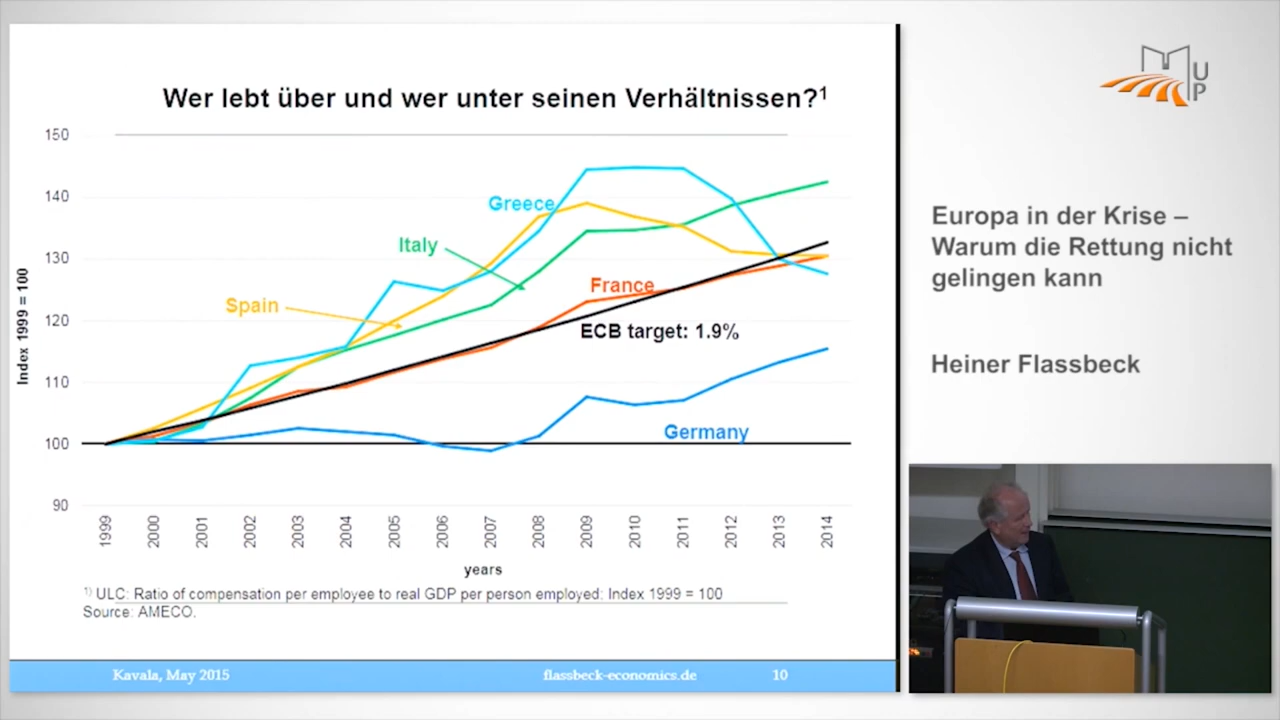 Wer lebt über und wer unter seinen Verhältnissen?¹
150
140
130
120
110
100
90
Index 1999 = 100
Greece
Italy
Spain
France
ECB target: 1.9%
Germany
1999 2000 2001 2002 2003 2004 2005 2006 2007 2008 2009 2010 2011 2012 2013 2014
years
¹⁾ ULC: Ratio of compensation per employee to real GDP per person employed: Index 1999 = 100
Source: AMECO.
Kavala, May 2015 flassbeck-economics.de 10
MUP
Europa in der Krise –
Warum die Rettung nicht
gelingen kann
Heiner Flassbeck